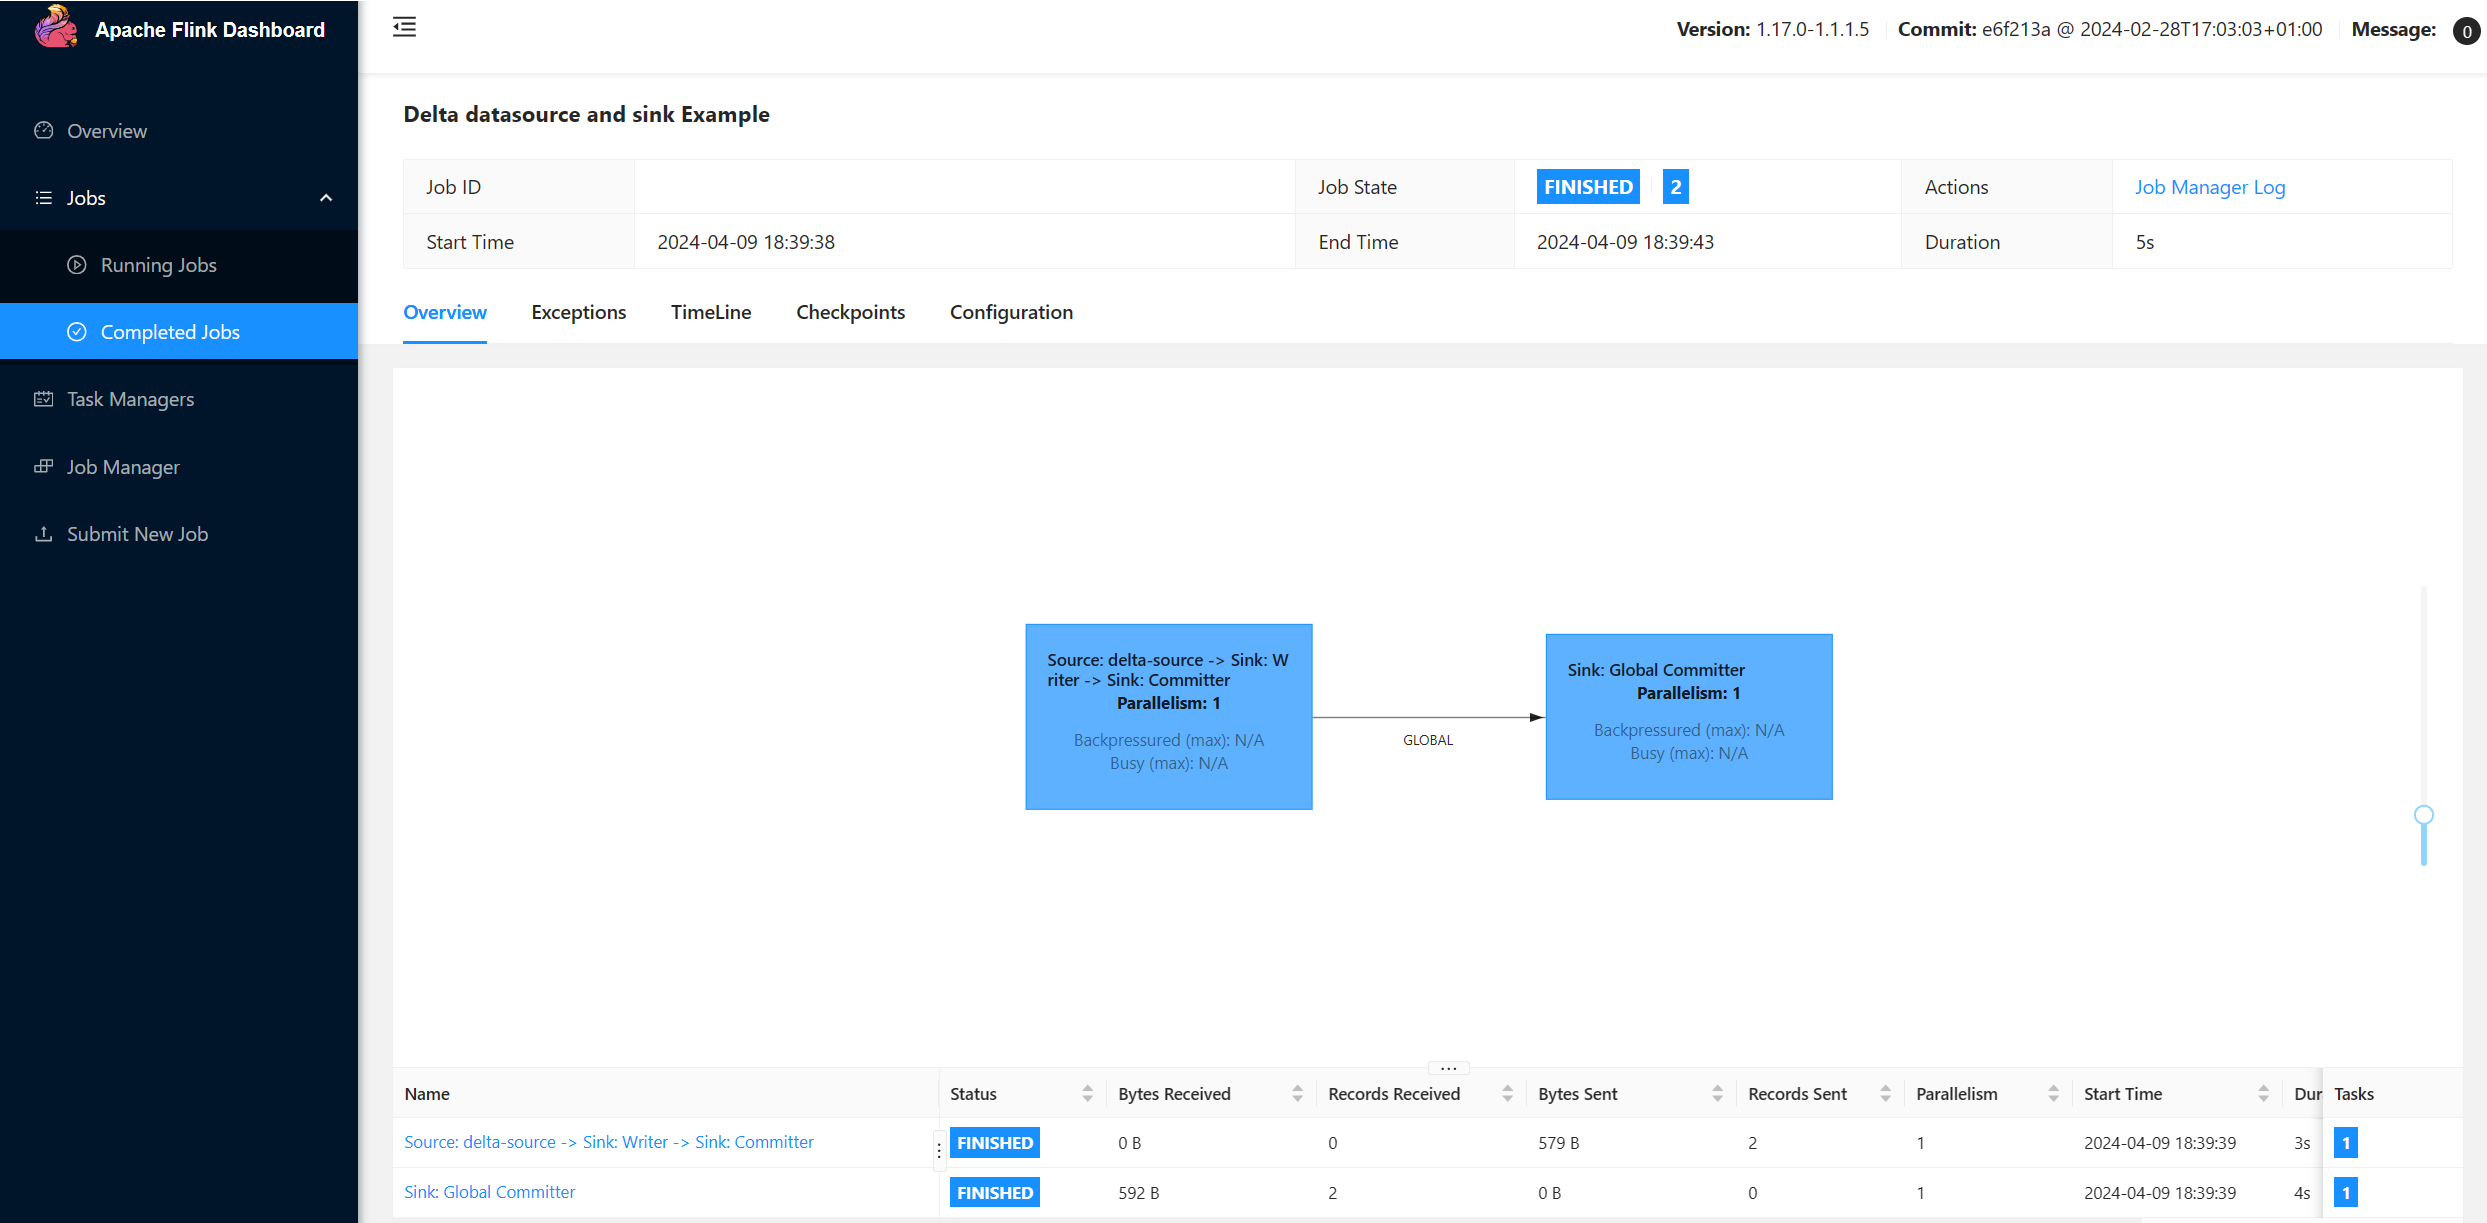 Apache Flink Dashboard
Version: 1.17.0-1.1.1.5 Commit: e6f213a @ 2024-02-28T17:03:03+01:00 Message: 0
Overview
Jobs
Running Jobs
Completed Jobs
Task Managers
Job Manager
Submit New Job
Delta datasource and sink Example
Job ID Job State FINISHED 2 Actions Job Manager Log
Start Time 2024-04-09 18:39:38 End Time 2024-04-09 18:39:43 Duration 5s
Overview Exceptions TimeLine Checkpoints Configuration
Source: delta-source -> Sink: W
riter -> Sink: Committer
Parallelism: 1
Backpressured (max): N/A
Busy (max): N/A
GLOBAL
Sink: Global Committer
Parallelism: 1
Backpressured (max): N/A
Busy (max): N/A
Name Status Bytes Received Records Received Bytes Sent Records Sent Parallelism Start Time Dur Tasks
Source: delta-source -> Sink: Writer -> Sink: Committer FINISHED 0 B 0 579 B 2 1 2024-04-09 18:39:39 3s 1
Sink: Global Committer FINISHED 592 B 2 0 B 0 1 2024-04-09 18:39:39 4s 1